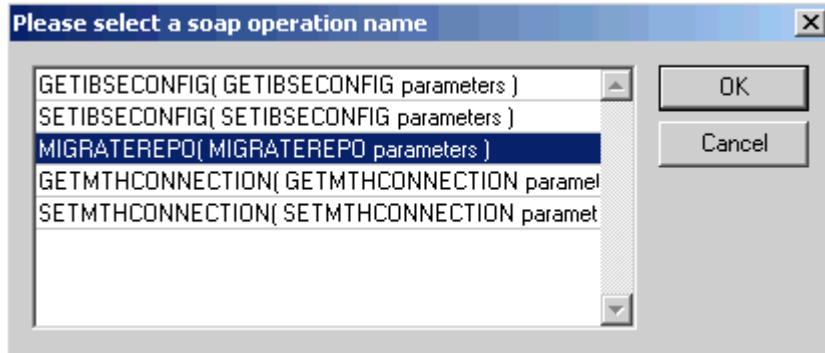 Please select a soap operation name
GETIBSECONFIG( GETIBSECONFIG parameters )
SETIBSECONFIG( SETIBSECONFIG parameters )
MIGRATEREPO( MIGRATEREPO parameters )
GETMTHCONNECTION( GETMTHCONNECTION paramet
SETMTHCONNECTION( SETMTHCONNECTION paramet
OK
Cancel